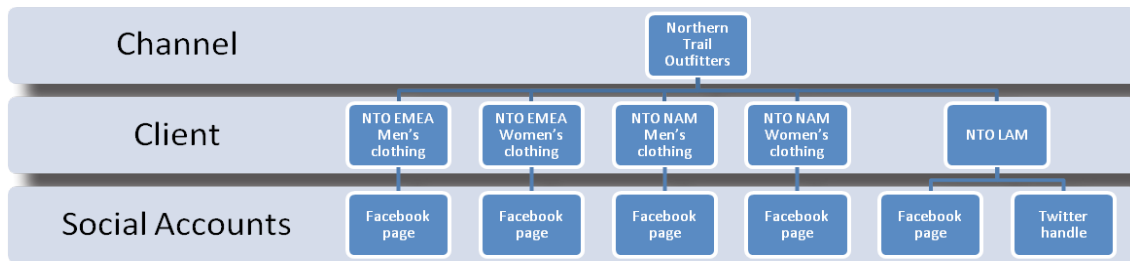 Channel
Northern
Trail
Outfitters
Client
NTO EMEA
Men's
clothing
NTO EMEA
Women's
clothing
NTO NAM
Men's
clothing
NTO NAM
Women's
clothing
NTO LAM
Social Accounts
Facebook
page
Facebook
page
Facebook
page
Facebook
page
Facebook
page
Twitter
handle